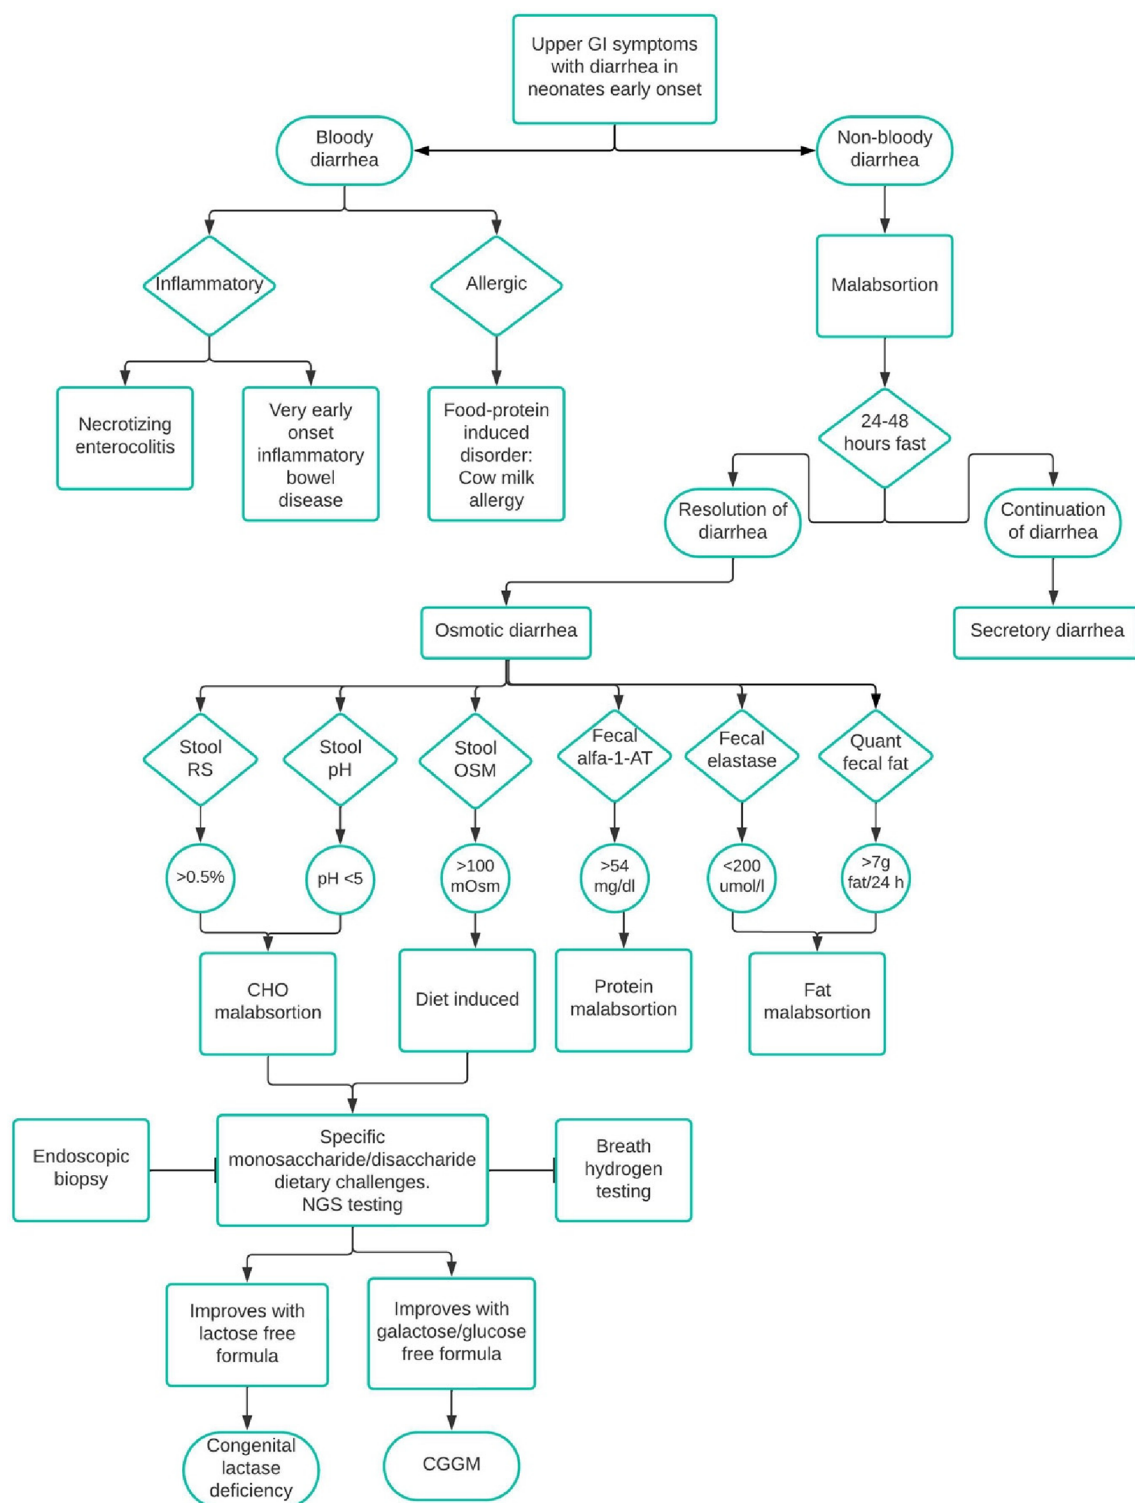 Upper GI symptoms
with diarrhea in
neonates early onset
Bloody
diarrhea
Non-bloody
diarrhea
Inflammatory
Allergic
Malabsortion
Necrotizing
enterocolitis
Very early
onset
inflammatory
bowel
disease
Food-protein
induced
disorder:
Cow milk
allergy
24-48
hours fast
Resolution of
diarrhea
Continuation
of diarrhea
Osmotic diarrhea
Secretory diarrhea
Stool
RS
Stool
pH
Stool
OSM
Fecal
alfa-1-AT
Fecal
elastase
Quant
fecal fat
>0.5%
pH <5
>100
mOsm
>54
mg/dl
<200
umol/l
>7g
fat/24 h
CHO
malabsortion
Diet induced
Protein
malabsortion
Fat
malabsortion
Endoscopic
biopsy
Specific
monosaccharide/disaccharide
dietary challenges.
NGS testing
Breath
hydrogen
testing
Improves with
lactose free
formula
Improves with
galactose/glucose
free formula
Congenital
lactase
deficiency
CGGM